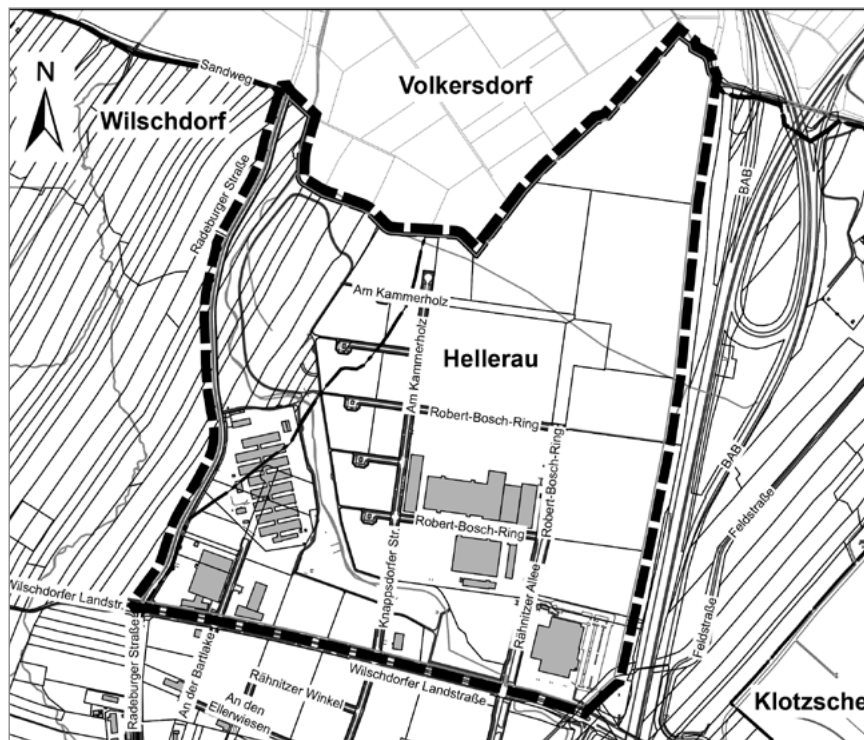 Sandweg
N
Volkersdorf
Wilschdorf
Radeburger Straße
BAB
Am Kammerholz
Am Kammerholz
Hellerau
Robert-Bosch-Ring
Robert-Bosch-Ring
BAB
Robert-Bosch-Ring
Feldstraße
Wilschdorfer Landstr.
Knappsdorfer Str.
Rähnitzer Allee
Feldstraße
Radeburger Straße
An der Bartlake
Rähnitzer Winkel
Wilschdorfer Landstraße
An den
Ellerwiesen
Klotzsche